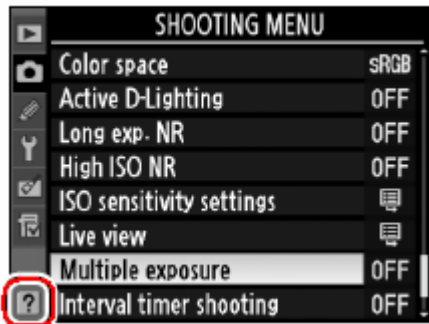 SHOOTING MENU
Color space sRGB
Active D-Lighting OFF
Long exp. NR OFF
High ISO NR OFF
ISO sensitivity settings
Live view
Multiple exposure OFF
? Interval timer shooting OFF